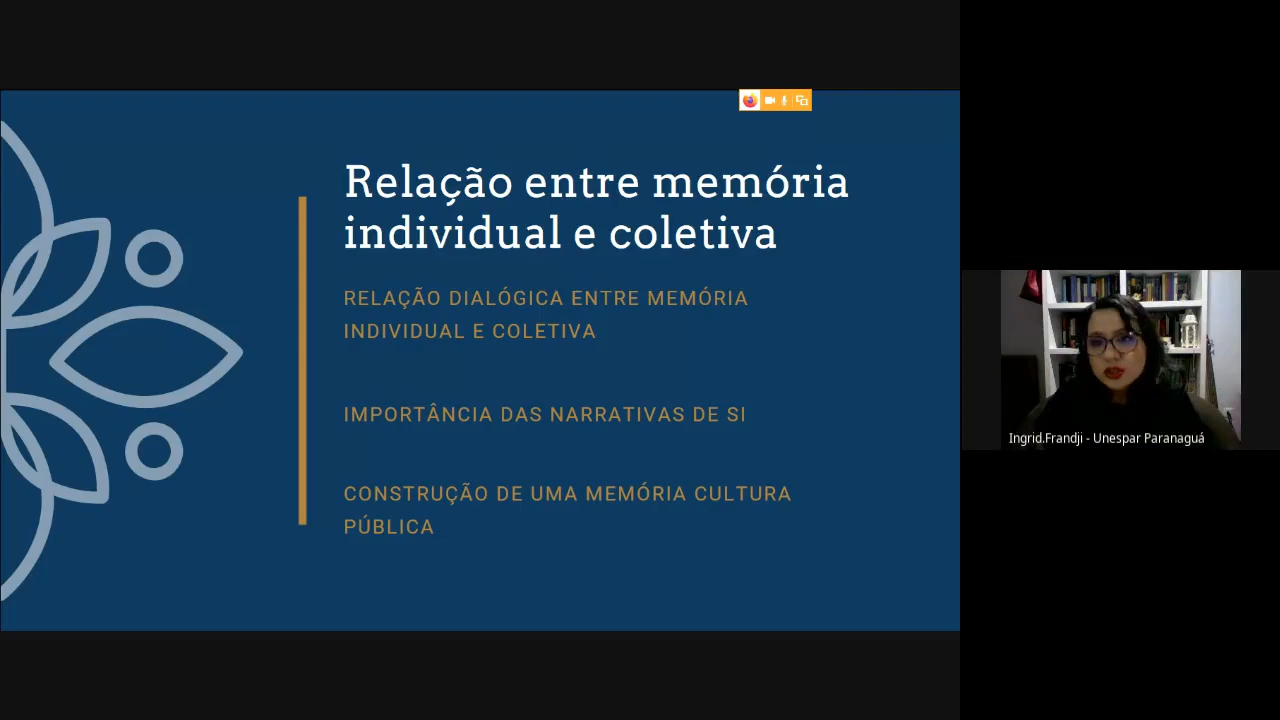 Relação entre memória
individual e coletiva
RELAÇÃO DIALÓGICA ENTRE MEMÓRIA
INDIVIDUAL E COLETIVA
IMPORTÂNCIA DAS NARRATIVAS DE SI
CONSTRUÇÃO DE UMA MEMÓRIA CULTURA
PÚBLICA
Ingrid.Frandji - Unespar Paranaguá